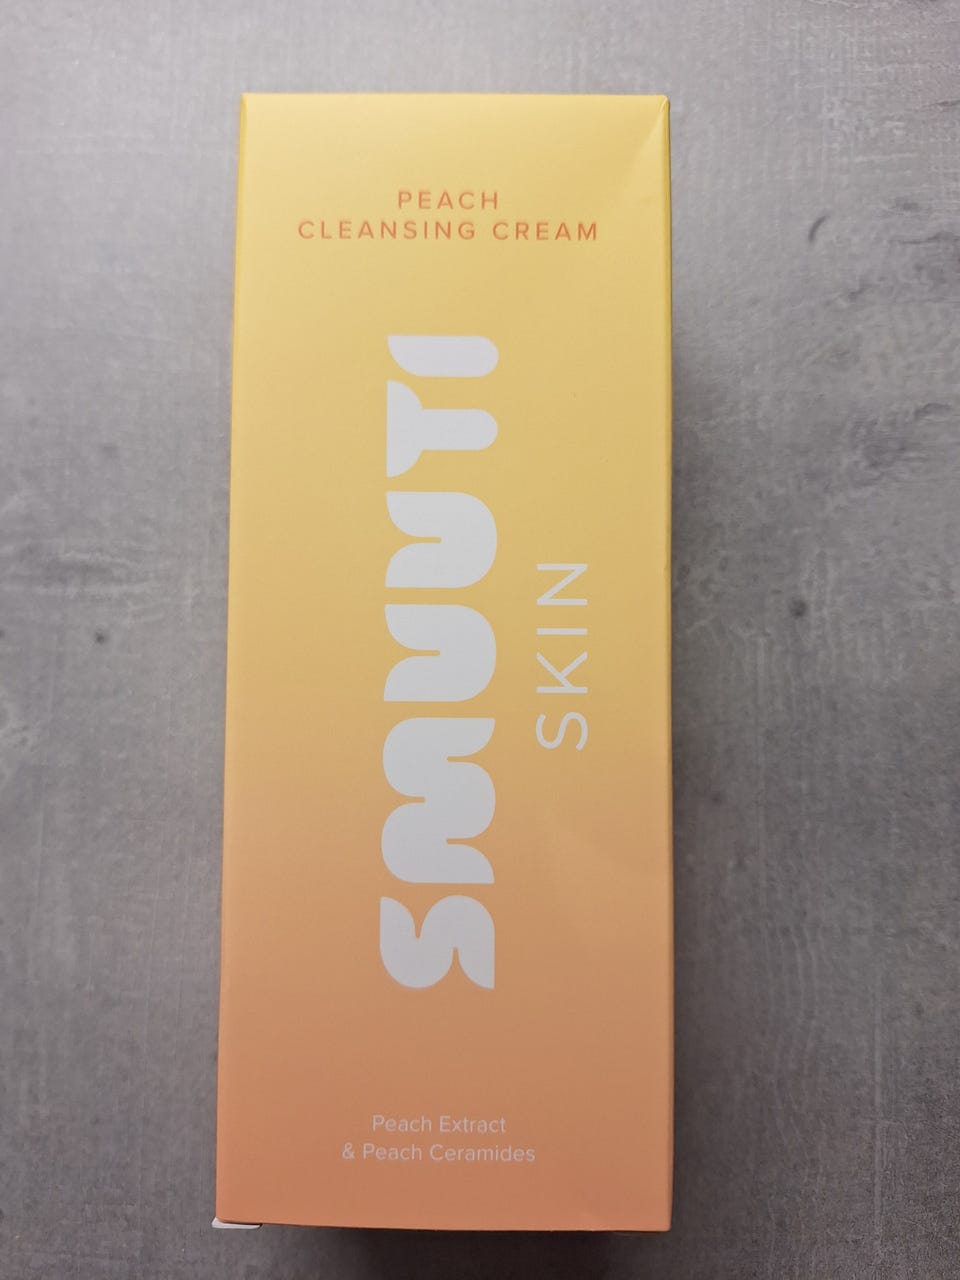 PEACH
CLEANSING CREAM
SMUUTI
SKIN
Peach Extract
& Peach Ceramides